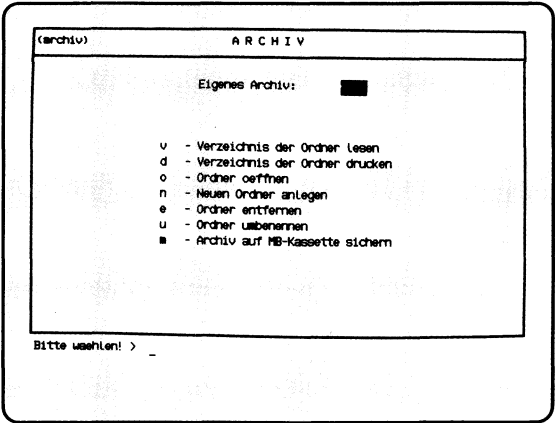 (archiv) A R C H I V
Eigenes Archiv:
v - Verzeichnis der Ordner lesen
d - Verzeichnis der Ordner drucken
o - Ordner oeffnen
n - Neuen Ordner anlegen
e - Ordner entfernen
u - Ordner umbenennen
m - Archiv auf MB-Kassette sichern
Bitte waehlen! > _